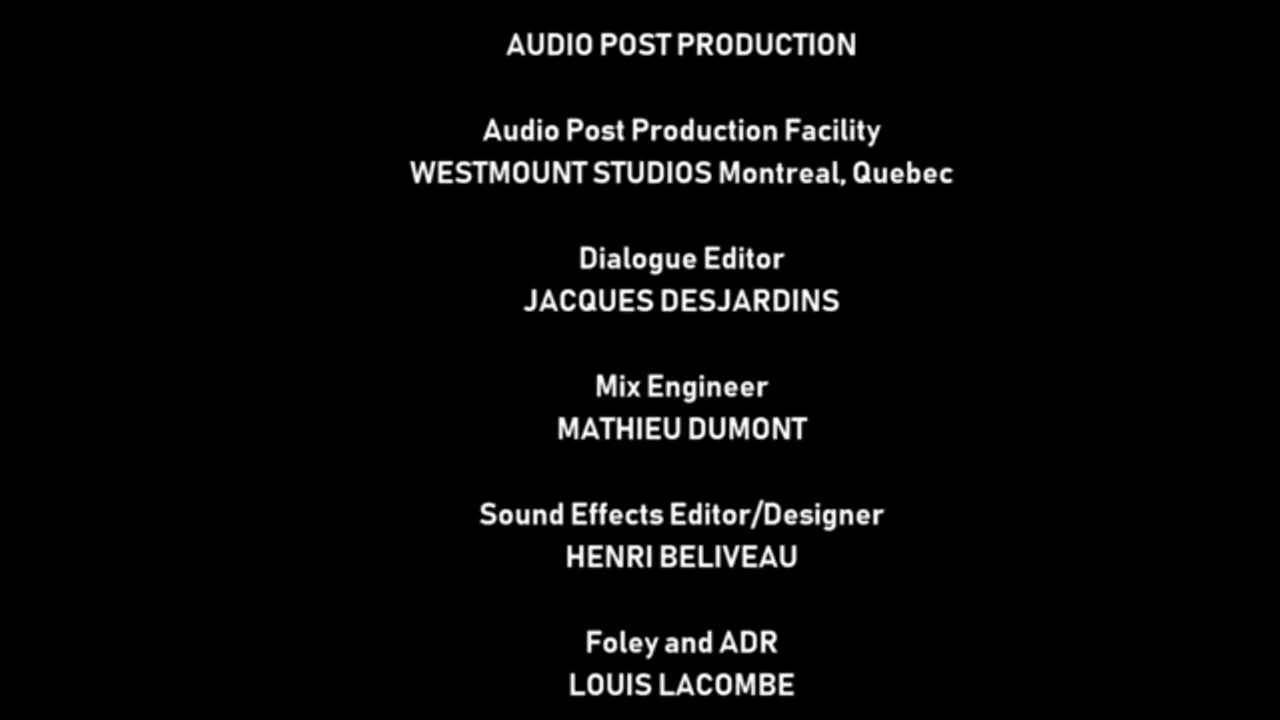 AUDIO POST PRODUCTION
Audio Post Production Facility
WESTMOUNT STUDIOS Montreal, Quebec
Dialogue Editor
JACQUES DESJARDINS
Mix Engineer
MATHIEU DUMONT
Sound Effects Editor/Designer
HENRI BELIVEAU
Foley and ADR
LOUIS LACOMBE